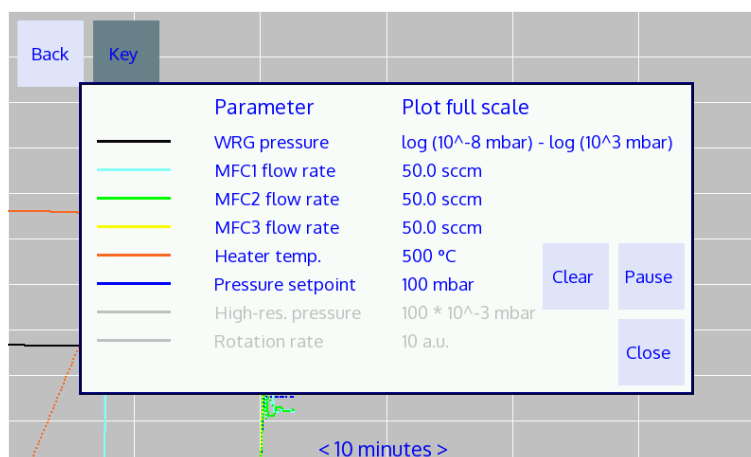 Back Key
Parameter Plot full scale
WRG pressure log (10^-8 mbar) - log (10^3 mbar)
MFC1 flow rate 50.0 sccm
MFC2 flow rate 50.0 sccm
MFC3 flow rate 50.0 sccm
Heater temp. 500 °C
Pressure setpoint 100 mbar
High-res. pressure 100 * 10^-3 mbar
Rotation rate 10 a.u.
Clear Pause
Close
< 10 minutes >